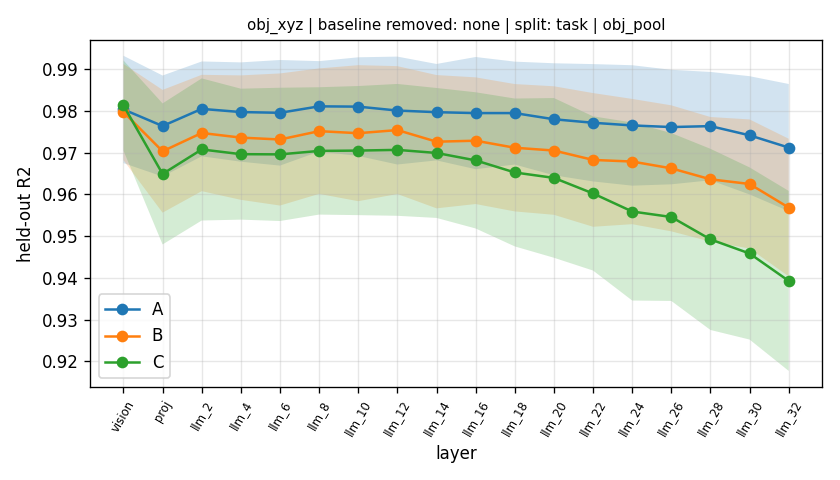 obj_xyz | baseline removed: none | split: task | obj_pool
held-out R2
0.99
0.98
0.97
0.96
0.95
0.94
0.93
0.92
A
B
C
vision
proj
llm_2
llm_4
llm_6
llm_8
llm_10
llm_12
llm_14
llm_16
llm_18
llm_20
llm_22
llm_24
llm_26
llm_28
llm_30
llm_32
layer